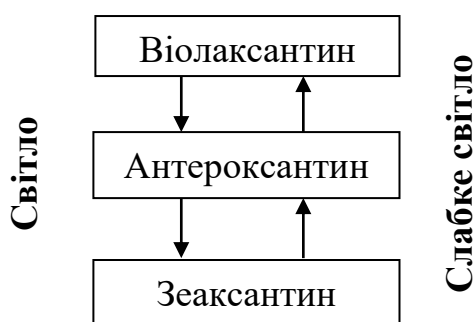 Віолаксантин
Світло
Антероксантин
Слабке світло
Зеаксантин